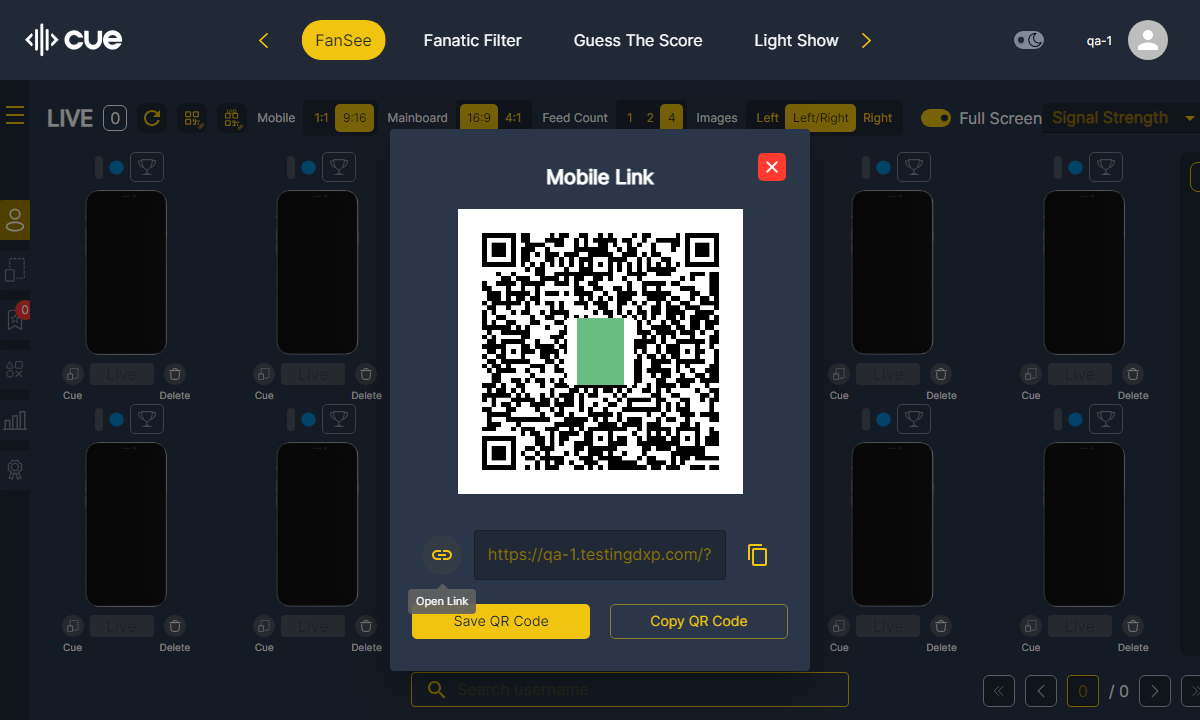 cue
FanSee
Fanatic Filter
Guess The Score
Light Show
qa-1
LIVE 0
Mobile 1:1 9:16
Mainboard 16:9 4:1
Feed Count 1 2 4
Images Left Left/Right Right
Full Screen
Signal Strength
0
Mobile Link
https://qa-1.testingdxp.com/?
Open Link
Save QR Code
Copy QR Code
Live Live Live Live
Cue Delete Cue Delete Cue Delete Cue Delete
Live Live Live Live
Cue Delete Cue Delete Cue Delete Cue Delete
Search username
0 / 0